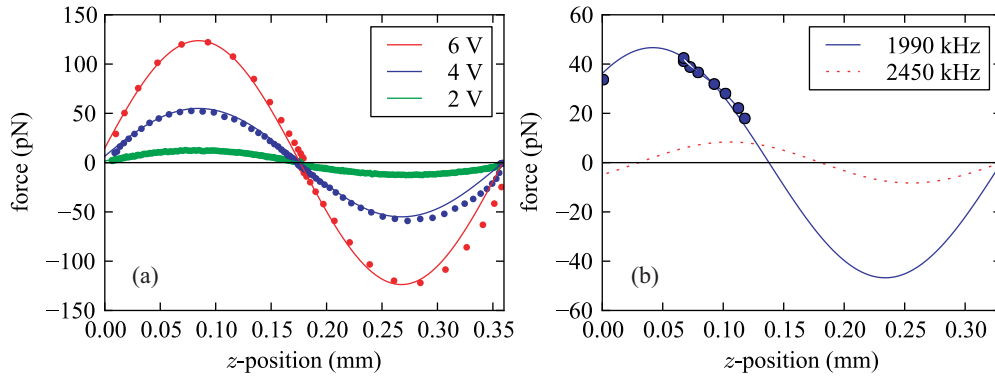 150
100
50
0
−50
−100
−150
force (pN)
0.00 0.05 0.10 0.15 0.20 0.25 0.30 0.35
z-position (mm)
6 V
4 V
2 V
(a)
60
40
20
0
−20
−40
−60
force (pN)
0.00 0.05 0.10 0.15 0.20 0.25 0.30
z-position (mm)
1990 kHz
2450 kHz
(b)